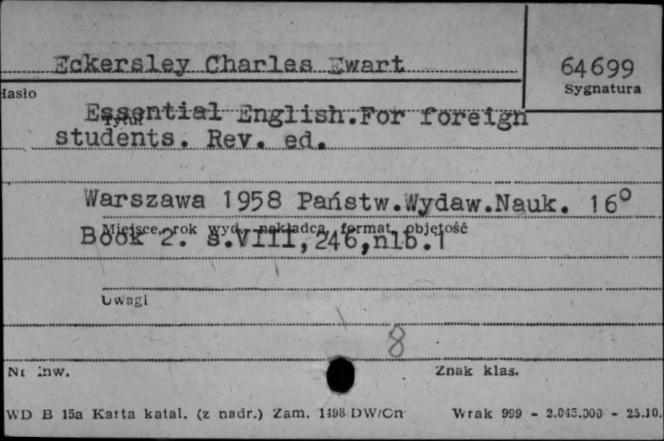 Eckersley Charles Ewart
64699
Sygnatura
Hasło
Essential English.For foreign
Tytuł
students. Rev. ed.
Warszawa 1958 Państw.Wydaw.Nauk. 16°
Miejsce, rok wyd., nakładca, format, objętość
Book 2. s.VIII,246,nlb.1
Uwagi
8
Nr inw.
Znak klas.
WD B 15a Karta katal. (z nadr.) Zam. 1498 DW/Cn Wrak 999 - 2.045.000 - 25.10.